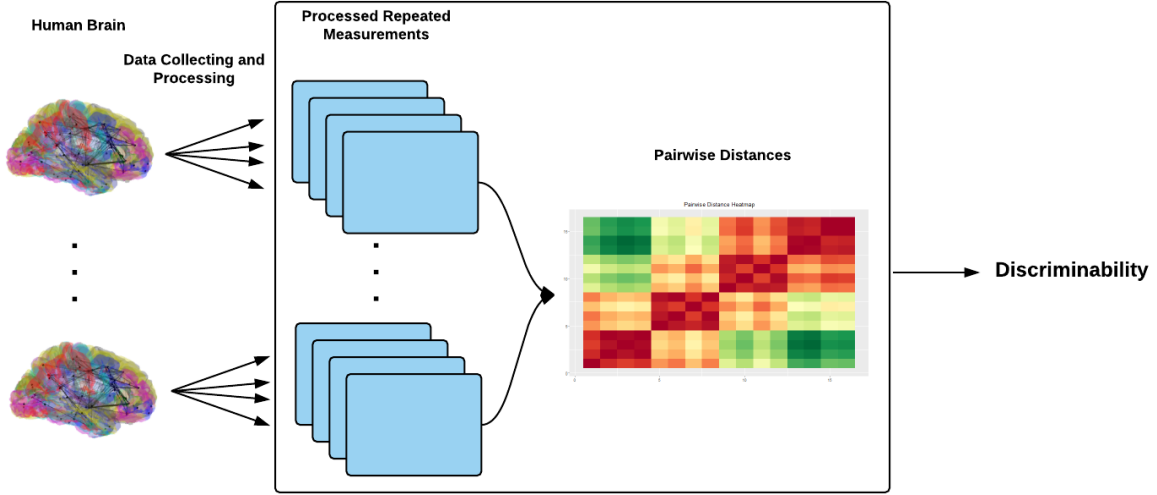 Human Brain
Data Collecting and
Processing
Processed Repeated
Measurements
Pairwise Distances
Pairwise Distance Heatmap
Discriminability